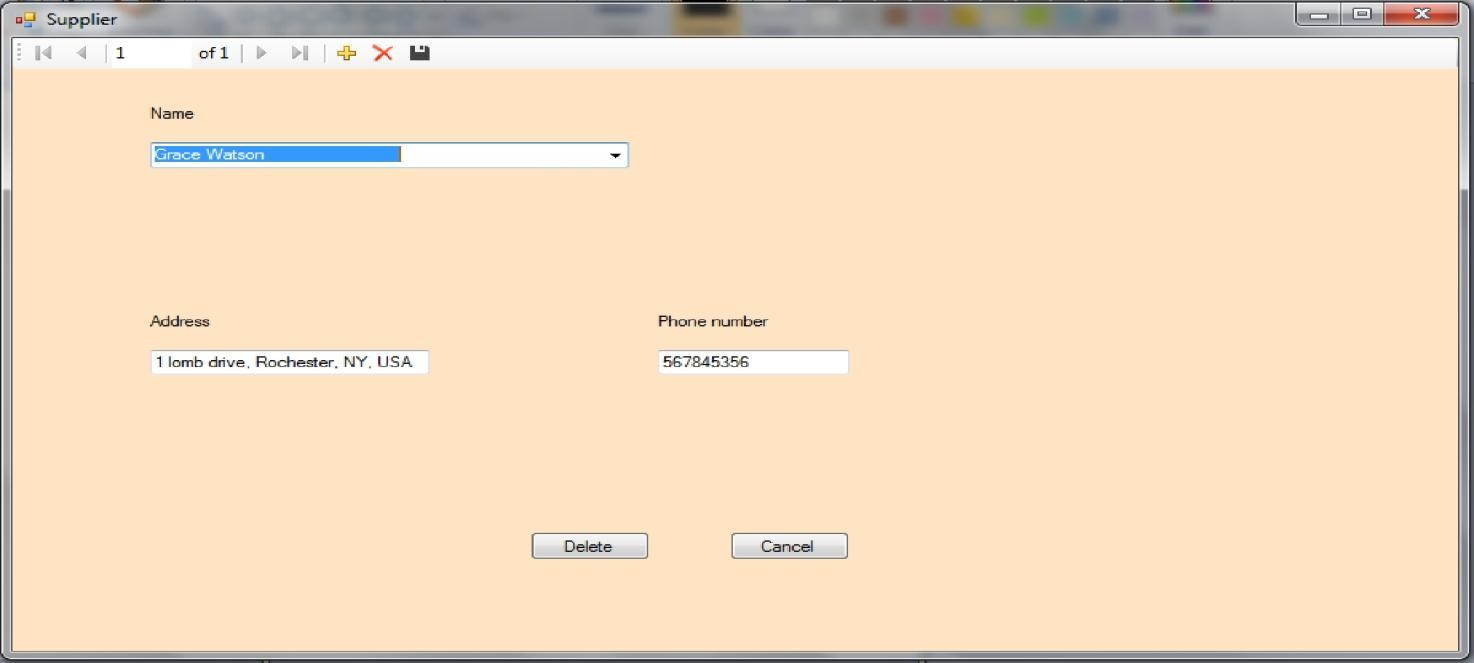 Supplier
1 of 1
Name
Grace Watson
Address Phone number
1 lomb drive, Rochester, NY, USA 567845356
Delete Cancel